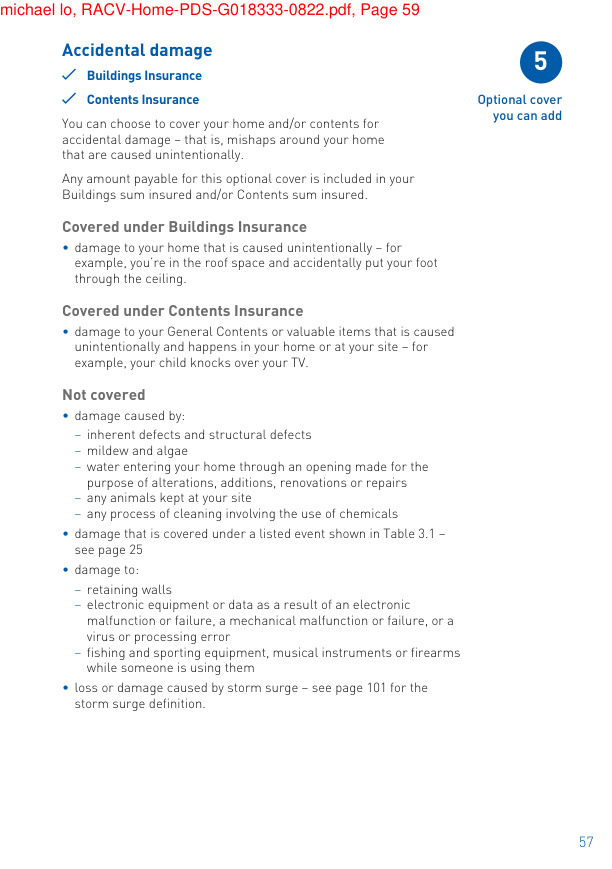 michael lo, RACV-Home-PDS-G018333-0822.pdf, Page 59
Accidental damage
✓ Buildings Insurance
✓ Contents Insurance
5
Optional cover
you can add
You can choose to cover your home and/or contents for
accidental damage – that is, mishaps around your home
that are caused unintentionally.
Any amount payable for this optional cover is included in your
Buildings sum insured and/or Contents sum insured.
Covered under Buildings Insurance
• damage to your home that is caused unintentionally – for
example, you're in the roof space and accidentally put your foot
through the ceiling.
Covered under Contents Insurance
• damage to your General Contents or valuable items that is caused
unintentionally and happens in your home or at your site – for
example, your child knocks over your TV.
Not covered
• damage caused by:
– inherent defects and structural defects
– mildew and algae
– water entering your home through an opening made for the
purpose of alterations, additions, renovations or repairs
– any animals kept at your site
– any process of cleaning involving the use of chemicals
• damage that is covered under a listed event shown in Table 3.1 –
see page 25
• damage to:
– retaining walls
– electronic equipment or data as a result of an electronic
malfunction or failure, a mechanical malfunction or failure, or a
virus or processing error
– fishing and sporting equipment, musical instruments or firearms
while someone is using them
• loss or damage caused by storm surge – see page 101 for the
storm surge definition.
57